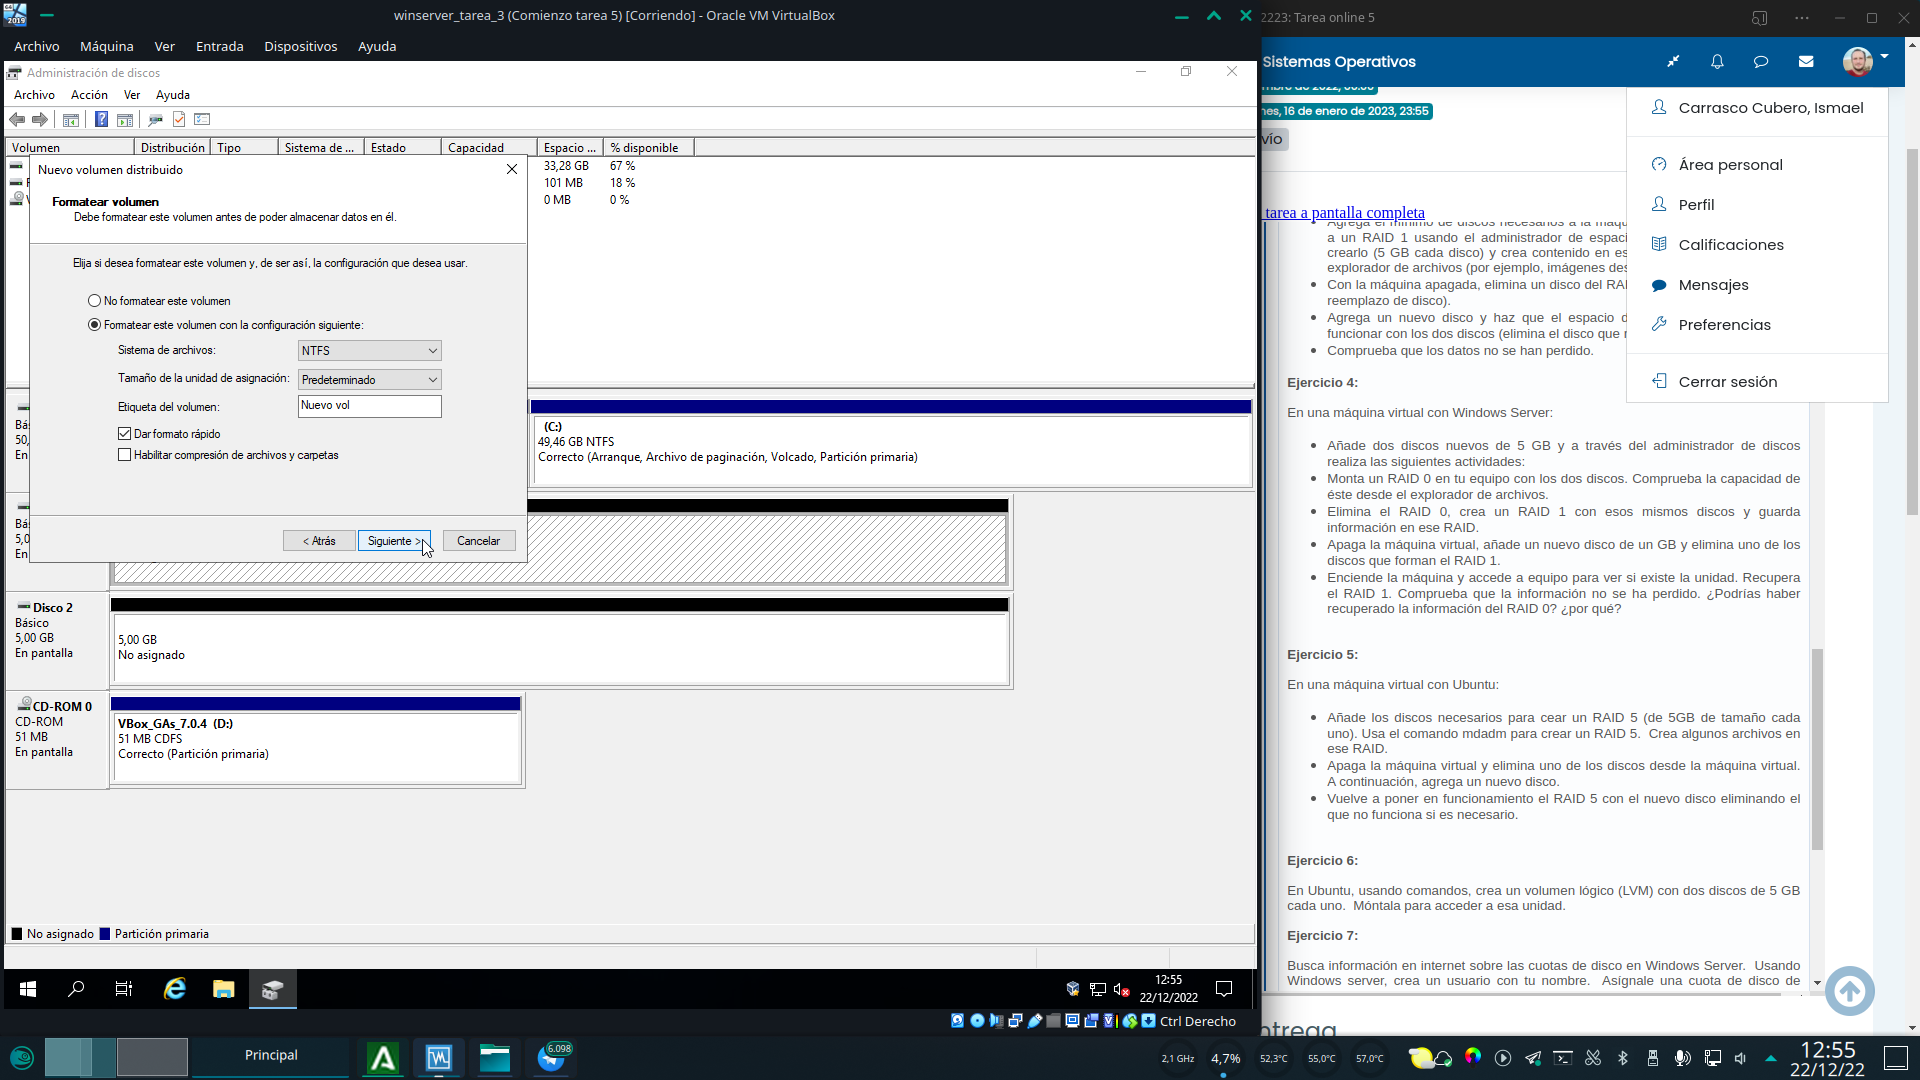 winserver_tarea_3 (Comienzo tarea 5) [Corriendo] - Oracle VM VirtualBox
Archivo Máquina Ver Entrada Dispositivos Ayuda
Administración de discos
Archivo Acción Ver Ayuda
Volumen Distribución Tipo Sistema de ... Estado Capacidad Espacio ... % disponible
33,28 GB 67 %
101 MB 18 %
0 MB 0 %
Nuevo volumen distribuido
Formatear volumen
Debe formatear este volumen antes de poder almacenar datos en él.
Elija si desea formatear este volumen y, de ser así, la configuración que desea usar.
No formatear este volumen
Formatear este volumen con la configuración siguiente:
Sistema de archivos: NTFS
Tamaño de la unidad de asignación: Predeterminado
Etiqueta del volumen: Nuevo vol
Dar formato rápido
Habilitar compresión de archivos y carpetas
< Atrás Siguiente > Cancelar
Bá
50,
En
(C:)
49,46 GB NTFS
Correcto (Arranque, Archivo de paginación, Volcado, Partición primaria)
Bá
5,0
En
Disco 2
Básico
5,00 GB
En pantalla
5,00 GB
No asignado
CD-ROM 0
CD-ROM
51 MB
En pantalla
VBox_GAs_7.0.4 (D:)
51 MB CDFS
Correcto (Partición primaria)
No asignado Partición primaria
12:55
22/12/2022
Ctrl Derecho
Principal
6.098
2,1 GHz 4,7% 52,3°C 55,0°C 57,0°C
12:55
22/12/22
2223: Tarea online 5
Sistemas Operativos
mbre de 2022, 00:00
nes, 16 de enero de 2023, 23:55
vío
tarea a pantalla completa
Carrasco Cubero, Ismael
Área personal
Perfil
Calificaciones
Mensajes
Preferencias
Cerrar sesión
Agrega el mínimo de discos necesarios a la máqu
a un RAID 1 usando el administrador de espaci
crearlo (5 GB cada disco) y crea contenido en es
explorador de archivos (por ejemplo, imágenes des
Con la máquina apagada, elimina un disco del RAI
reemplazo de disco).
Agrega un nuevo disco y haz que el espacio d
funcionar con los dos discos (elimina el disco que
Comprueba que los datos no se han perdido.
Ejercicio 4:
En una máquina virtual con Windows Server:
Añade dos discos nuevos de 5 GB y a través del administrador de discos
realiza las siguientes actividades:
Monta un RAID 0 en tu equipo con los dos discos. Comprueba la capacidad de
éste desde el explorador de archivos.
Elimina el RAID 0, crea un RAID 1 con esos mismos discos y guarda
información en ese RAID.
Apaga la máquina virtual, añade un nuevo disco de un GB y elimina uno de los
discos que forman el RAID 1.
Enciende la máquina y accede a equipo para ver si existe la unidad. Recupera
el RAID 1. Comprueba que la información no se ha perdido. ¿Podrías haber
recuperado la información del RAID 0? ¿por qué?
Ejercicio 5:
En una máquina virtual con Ubuntu:
Añade los discos necesarios para cear un RAID 5 (de 5GB de tamaño cada
uno). Usa el comando mdadm para crear un RAID 5. Crea algunos archivos en
ese RAID.
Apaga la máquina virtual y elimina uno de los discos desde la máquina virtual.
A continuación, agrega un nuevo disco.
Vuelve a poner en funcionamiento el RAID 5 con el nuevo disco eliminando el
que no funciona si es necesario.
Ejercicio 6:
En Ubuntu, usando comandos, crea un volumen lógico (LVM) con dos discos de 5 GB
cada uno. Móntala para acceder a esa unidad.
Ejercicio 7:
Busca información en internet sobre las cuotas de disco en Windows Server. Usando
Windows server, crea un usuario con tu nombre. Asígnale una cuota de disco de
ntrega